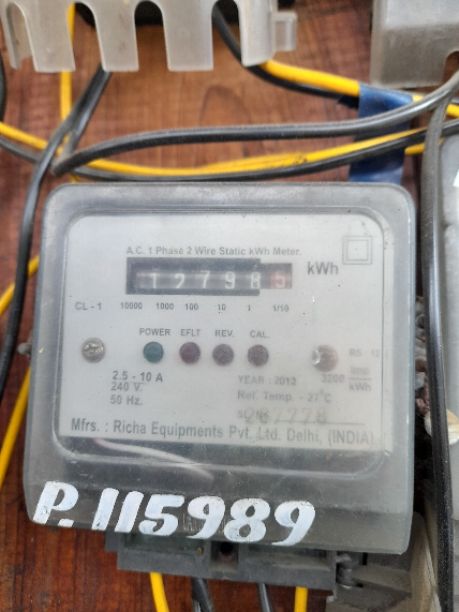 A.C. 1 Phase 2 Wire Static kWh Meter.
12798 kWh
CL - 1 10000 1000 100 10 1 1/10
POWER EFLT REV. CAL.
2.5 - 10 A
240 V.
50 Hz.
YEAR : 2013
3200 imp/kWh
Ref. Temp. - 27°C
Mfrs. : Richa Equipments Pvt. Ltd. Delhi, (INDIA)
P. 115989